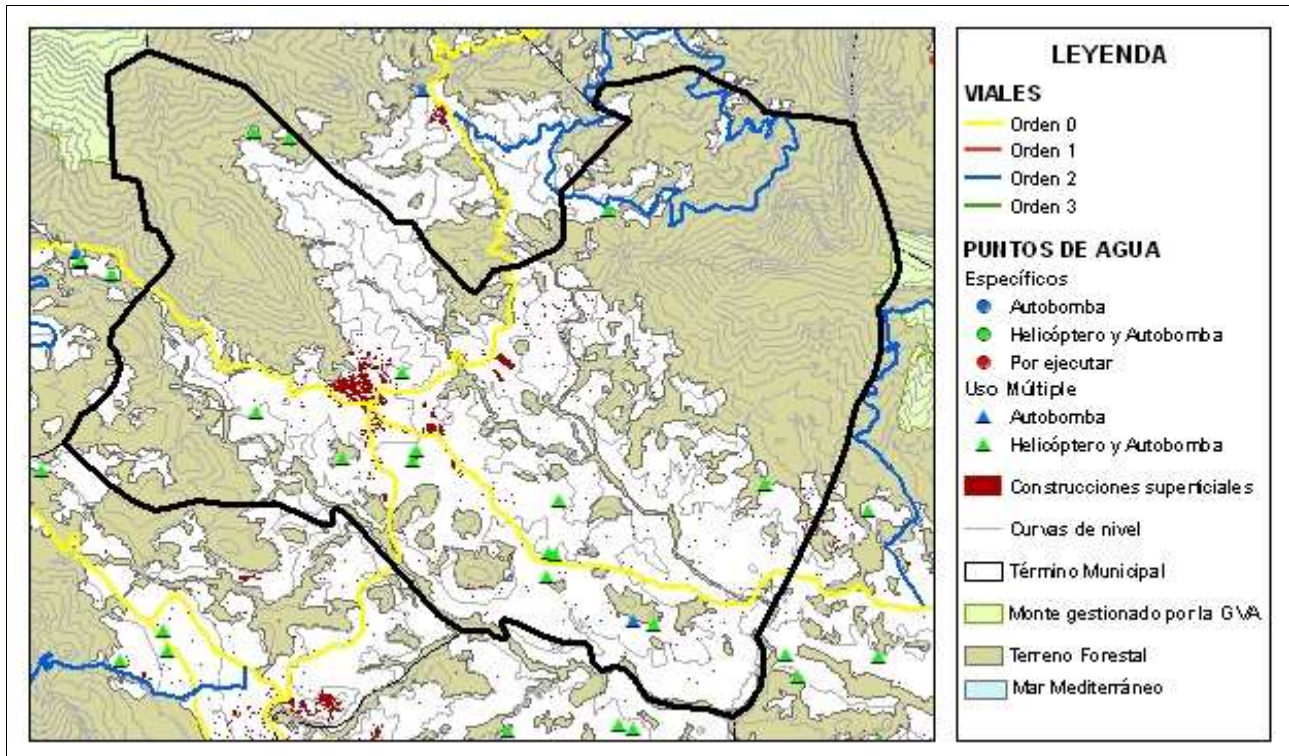 LEYENDA
VIALES
Orden 0
Orden 1
Orden 2
Orden 3
PUNTOS DE AGUA
Específicos
Autobomba
Helicóptero y Autobomba
Por ejecutar
Uso Múltiple
Autobomba
Helicóptero y Autobomba
Construcciones superficiales
Curvas de nivel
Término Municipal
Monte gestionado por la GVA
Terreno Forestal
Mar Mediterráneo